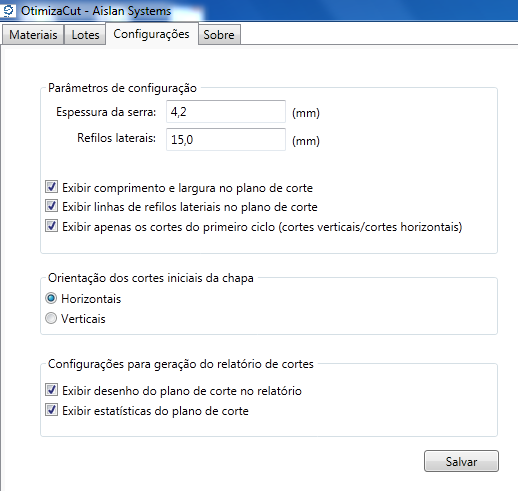 OtimizaCut - Aislan Systems
Materiais Lotes Configurações Sobre
Parâmetros de configuração
Espessura da serra: 4,2 (mm)
Refilos laterais: 15,0 (mm)
Exibir comprimento e largura no plano de corte
Exibir linhas de refilos lateriais no plano de corte
Exibir apenas os cortes do primeiro ciclo (cortes verticais/cortes horizontais)
Orientação dos cortes iniciais da chapa
Horizontais
Verticais
Configurações para geração do relatório de cortes
Exibir desenho do plano de corte no relatório
Exibir estatísticas do plano de corte
Salvar